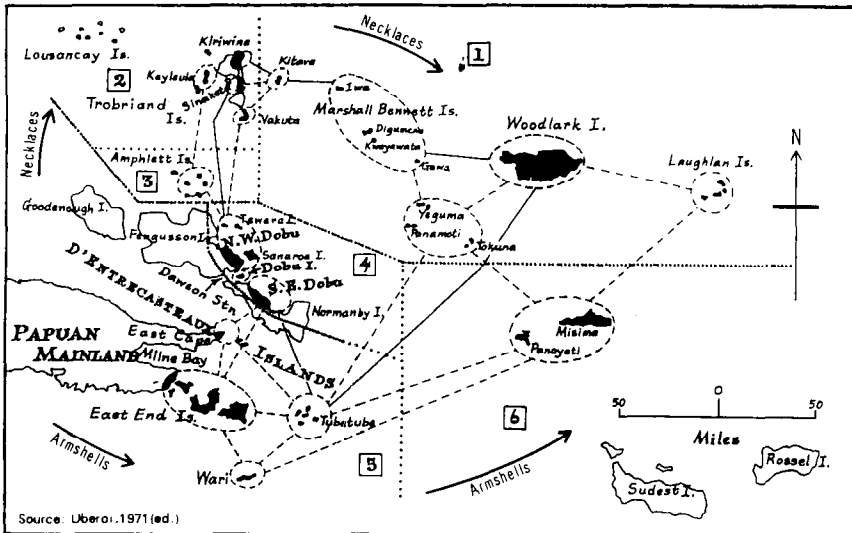 Necklaces
1
Kiriwina
Lousancay Is.
Kayleula
Kitava
2
Sinaketa
Iwa
Marshall Bennett Is.
Trobriand
Is.
Vakuta
Digumenu
Kwayawata
Woodlark I.
Gawa
Laughlan Is.
N
Necklaces
Amphlett Is.
3
Goodenough I.
Yeguma
Panamoti
Tokuna
Tewara I.
Fergusson I.
N.W. Dobu
Sanaroa I.
Dobu I.
4
S.E. Dobu
Dawson Stn.
Normanby I.
D'ENTRECASTEAUX
ISLANDS
East Cape
PAPUAN
MAINLAND
Milne Bay
Misima
Panayati
East End Is.
Tubetube
6
50
0
50
Miles
Armshells
Wari
5
Armshells
Rossel I.
Sudest I.
Source: Uberoi,1971(ed.)